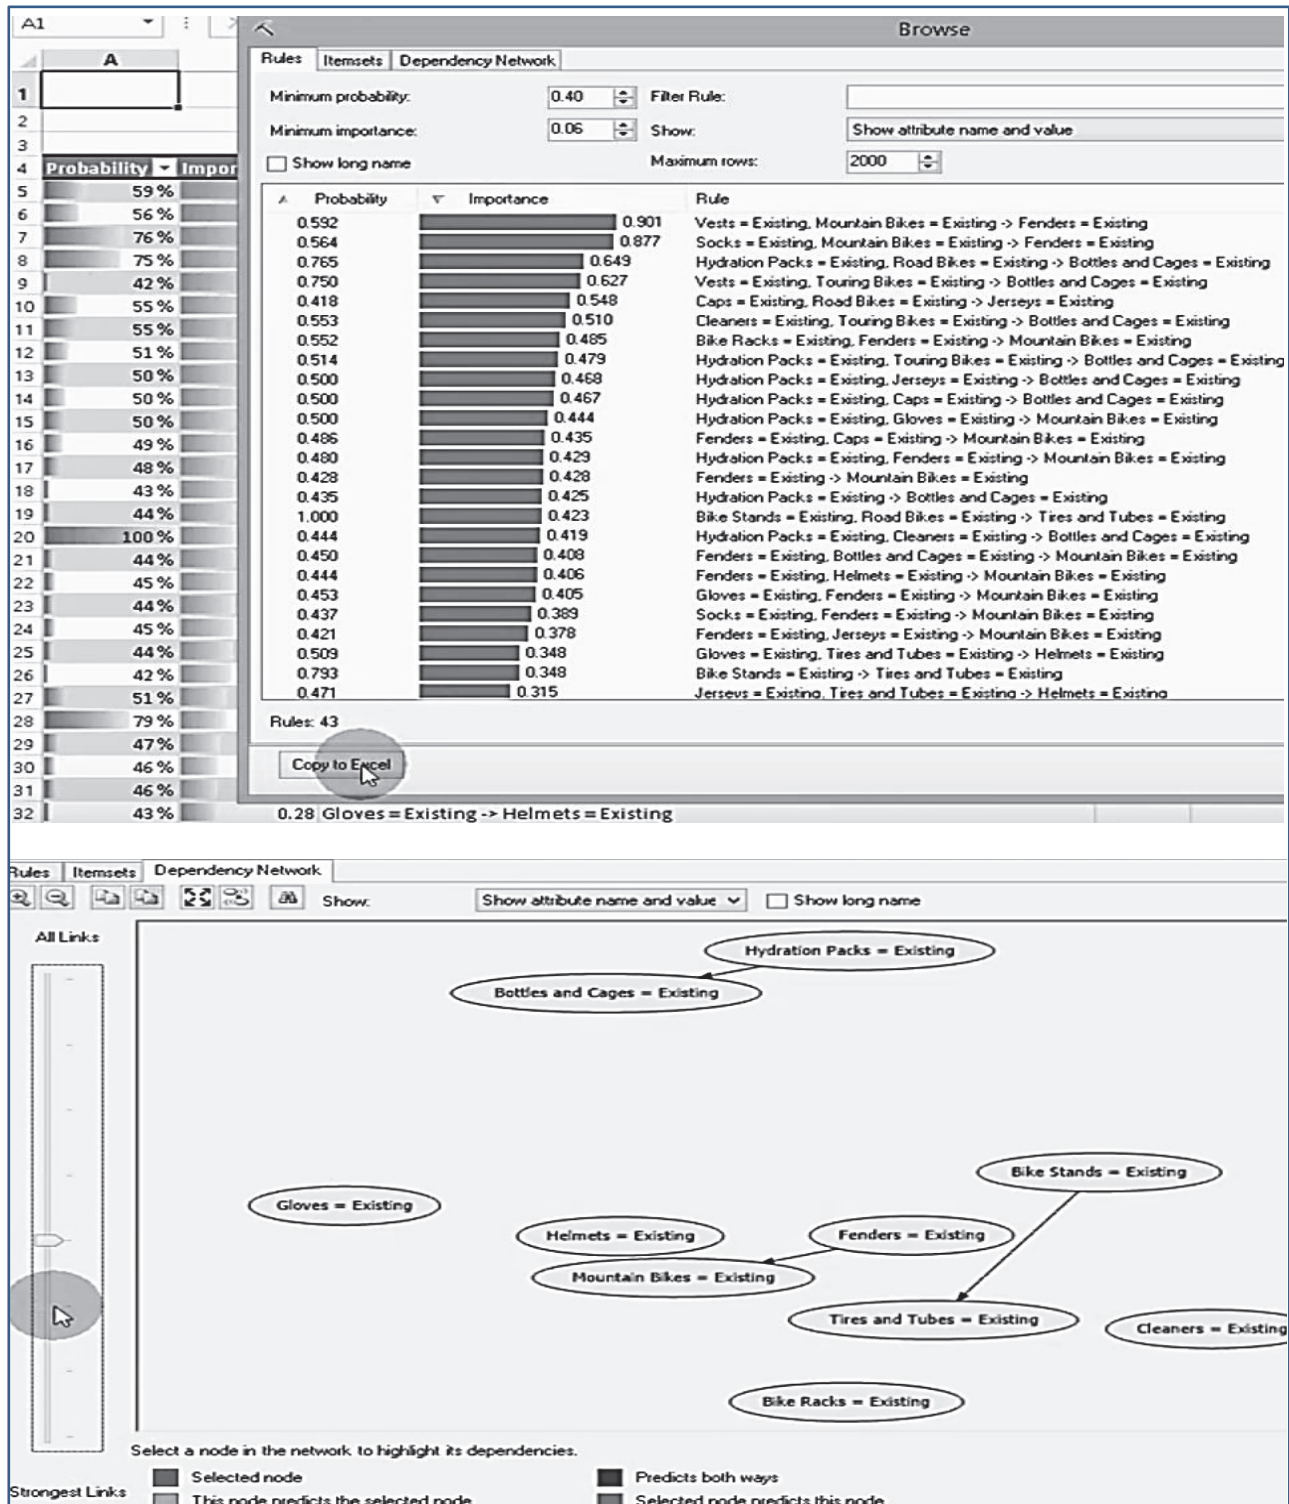 A1
Browse
A
Rules Itemsets Dependency Network
1
Minimum probability: 0.40 Filter Rule:
2
Minimum importance: 0.06 Show: Show attribute name and value
3
Show long name Maximum rows: 2000
4 Probability Impor
Probability Importance Rule
5 59 %
6 56 %
7 76 %
8 75 %
9 42 %
10 55 %
11 55 %
12 51 %
13 50 %
14 50 %
15 50 %
16 49 %
17 48 %
18 43 %
19 44 %
20 100 %
21 44 %
22 45 %
23 44 %
24 45 %
25 44 %
26 42 %
27 51 %
28 79 %
29 47 %
30 46 %
31 46 %
32 43 %
0.592 0.901 Vests = Existing, Mountain Bikes = Existing -> Fenders = Existing
0.564 0.877 Socks = Existing, Mountain Bikes = Existing -> Fenders = Existing
0.765 0.649 Hydration Packs = Existing, Road Bikes = Existing -> Bottles and Cages = Existing
0.750 0.627 Vests = Existing, Touring Bikes = Existing -> Bottles and Cages = Existing
0.418 0.548 Caps = Existing, Road Bikes = Existing -> Jerseys = Existing
0.553 0.510 Cleaners = Existing, Touring Bikes = Existing -> Bottles and Cages = Existing
0.552 0.485 Bike Racks = Existing, Fenders = Existing -> Mountain Bikes = Existing
0.514 0.479 Hydration Packs = Existing, Touring Bikes = Existing -> Bottles and Cages = Existing
0.500 0.468 Hydration Packs = Existing, Jerseys = Existing -> Bottles and Cages = Existing
0.500 0.467 Hydration Packs = Existing, Caps = Existing -> Bottles and Cages = Existing
0.500 0.444 Hydration Packs = Existing, Gloves = Existing -> Mountain Bikes = Existing
0.486 0.435 Fenders = Existing, Caps = Existing -> Mountain Bikes = Existing
0.480 0.429 Hydration Packs = Existing, Fenders = Existing -> Mountain Bikes = Existing
0.428 0.428 Fenders = Existing -> Mountain Bikes = Existing
0.435 0.425 Hydration Packs = Existing -> Bottles and Cages = Existing
1.000 0.423 Bike Stands = Existing, Road Bikes = Existing -> Tires and Tubes = Existing
0.444 0.419 Hydration Packs = Existing, Cleaners = Existing -> Bottles and Cages = Existing
0.450 0.408 Fenders = Existing, Bottles and Cages = Existing -> Mountain Bikes = Existing
0.444 0.406 Fenders = Existing, Helmets = Existing -> Mountain Bikes = Existing
0.453 0.405 Gloves = Existing, Fenders = Existing -> Mountain Bikes = Existing
0.437 0.389 Socks = Existing, Fenders = Existing -> Mountain Bikes = Existing
0.421 0.378 Fenders = Existing, Jerseys = Existing -> Mountain Bikes = Existing
0.509 0.348 Gloves = Existing, Tires and Tubes = Existing -> Helmets = Existing
0.793 0.348 Bike Stands = Existing -> Tires and Tubes = Existing
0.471 0.315 Jerseys = Existing, Tires and Tubes = Existing -> Helmets = Existing
Rules: 43
Copy to Excel
0.28 Gloves = Existing -> Helmets = Existing
Rules Itemsets Dependency Network
Show: Show attribute name and value Show long name
All Links
Hydration Packs = Existing
Bottles and Cages = Existing
Bike Stands = Existing
Gloves = Existing
Helmets = Existing
Fenders = Existing
Mountain Bikes = Existing
Tires and Tubes = Existing
Cleaners = Existing
Bike Racks = Existing
Select a node in the network to highlight its dependencies.
Selected node Predicts both ways
Strongest Links
This node predicts the selected node Selected node predicts this node